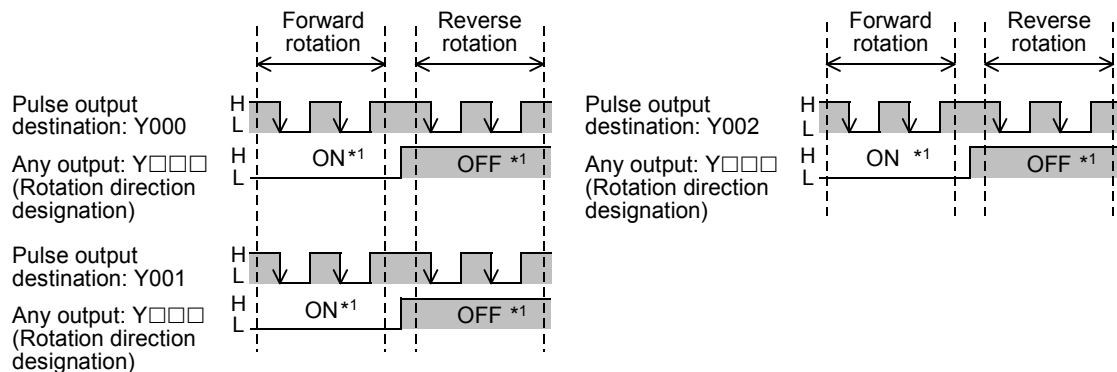 Forward
rotation
Reverse
rotation
Pulse output
destination: Y000
H
L
Any output: Y□□□
(Rotation direction
designation)
H
L
ON*1
OFF *1
Pulse output
destination: Y001
H
L
Any output: Y□□□
(Rotation direction
designation)
H
L
ON*1
OFF *1
Forward
rotation
Reverse
rotation
Pulse output
destination: Y002
H
L
Any output: Y□□□
(Rotation direction
designation)
H
L
ON *1
OFF *1